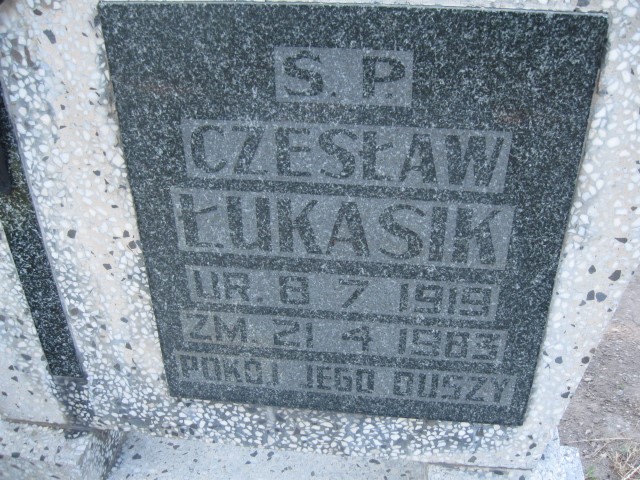 S. P.
CZESŁAW
ŁUKASIK
UR. 8 7 1919
ZM. 21 4 1983
POKÓJ JEGO DUSZY